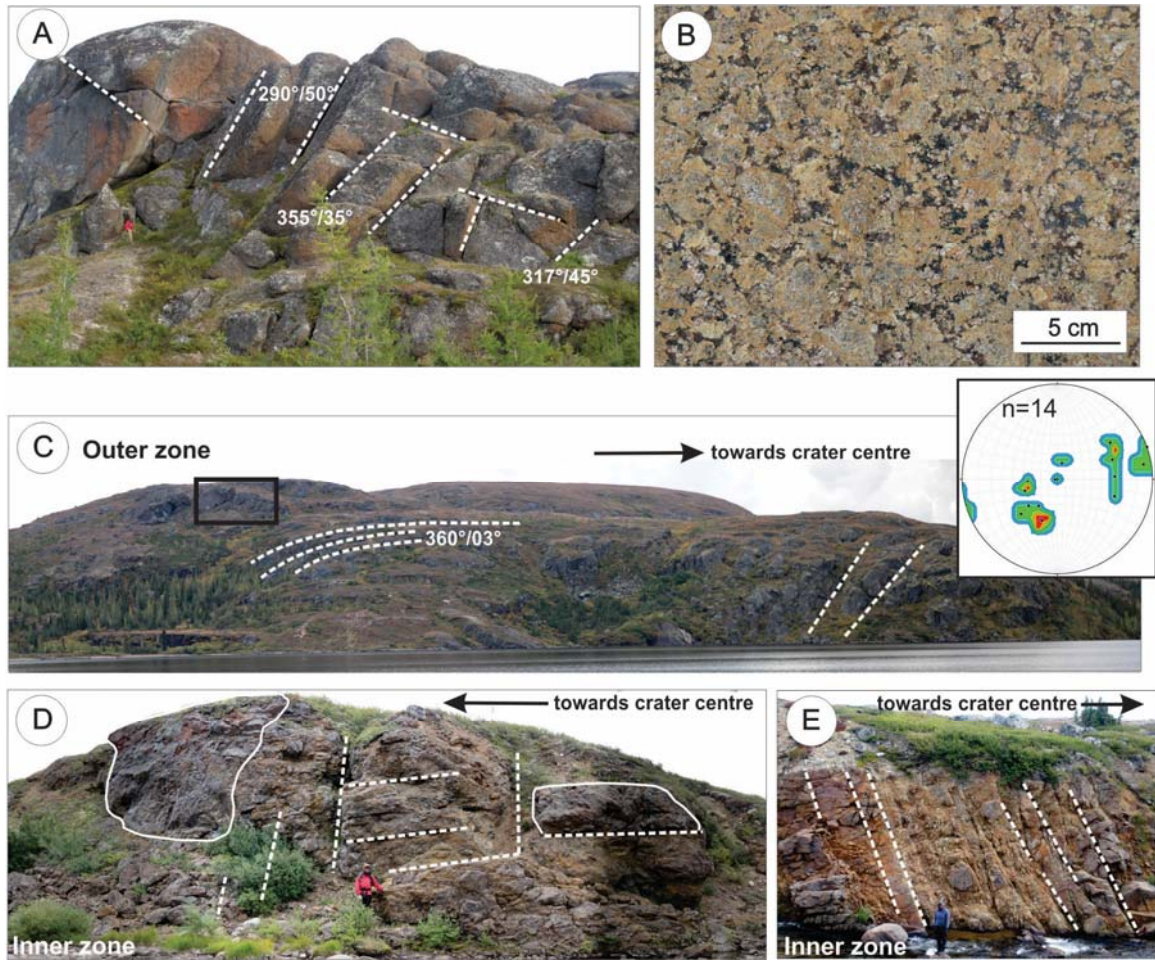 A
290°/50°
355°/35°
317°/45°
B
5 cm
C
Outer zone
towards crater centre
360°/03°
n=14
D
towards crater centre
Inner zone
E
towards crater centre
Inner zone